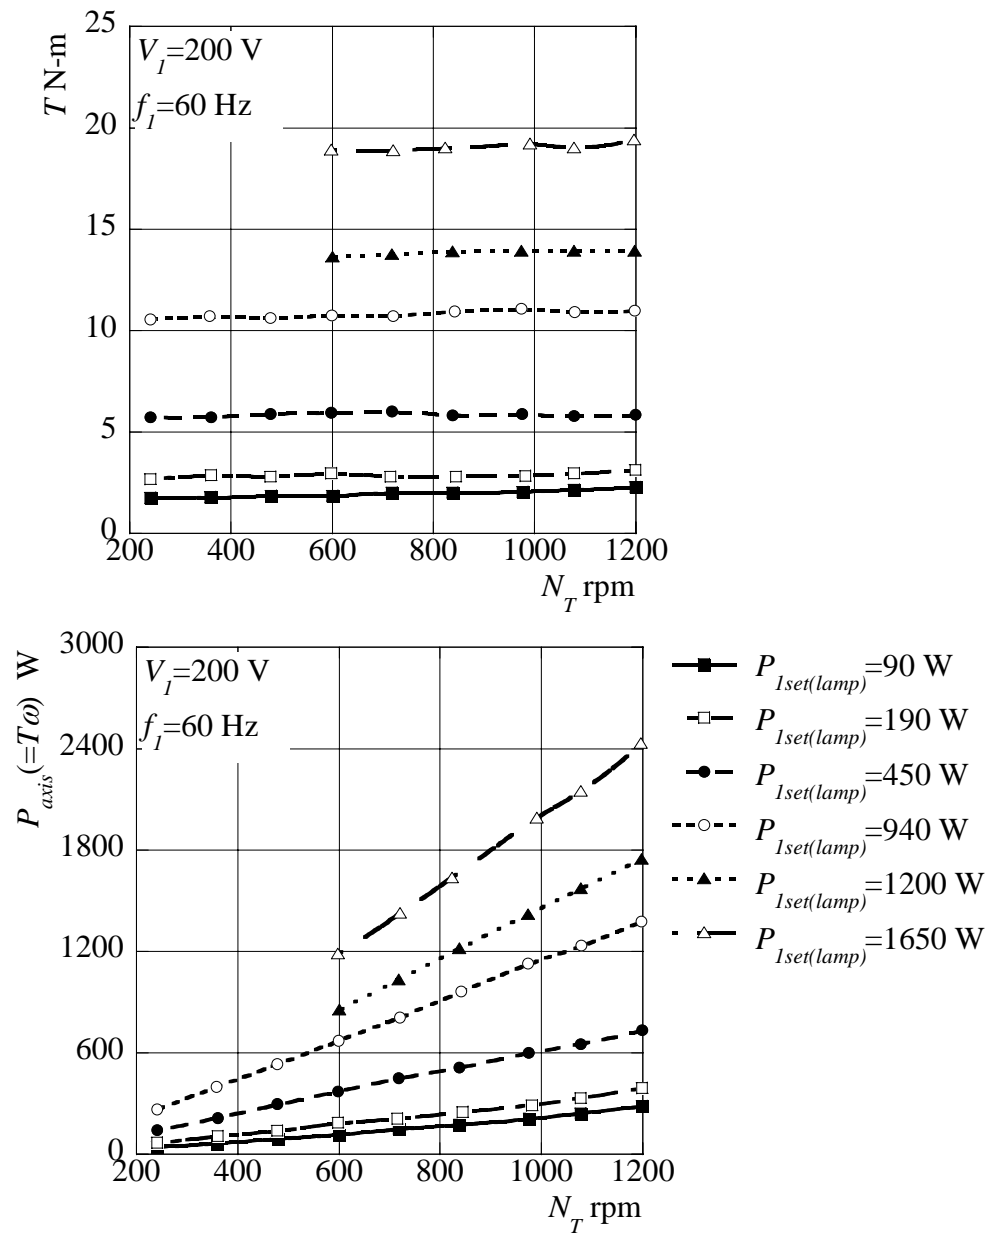 25
T N-m
V1=200 V
f1=60 Hz
20
15
10
5
0
200 400 600 800 1000 1200
NT rpm
3000
Paxis(=Tω) W
V1=200 V
f1=60 Hz
2400
1800
1200
600
0
200 400 600 800 1000 1200
NT rpm
P1set(lamp)=90 W
P1set(lamp)=190 W
P1set(lamp)=450 W
P1set(lamp)=940 W
P1set(lamp)=1200 W
P1set(lamp)=1650 W